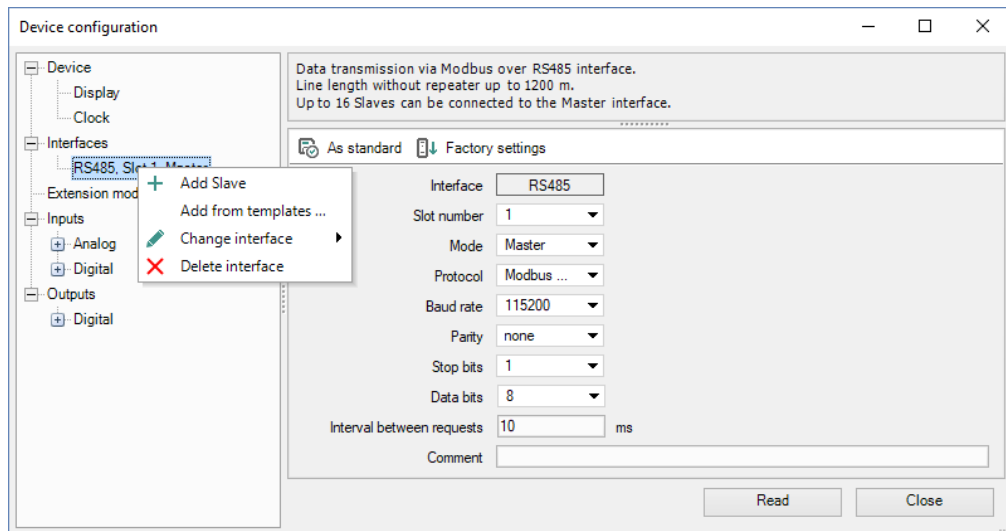 Device configuration
Device
Display
Clock
Interfaces
RS485, Slot 1, Master
Extension mod
Inputs
Analog
Digital
Outputs
Digital
Add Slave
Add from templates ...
Change interface
Delete interface
Data transmission via Modbus over RS485 interface.
Line length without repeater up to 1200 m.
Up to 16 Slaves can be connected to the Master interface.
As standard Factory settings
Interface RS485
Slot number 1
Mode Master
Protocol Modbus ...
Baud rate 115200
Parity none
Stop bits 1
Data bits 8
Interval between requests 10 ms
Comment
Read Close